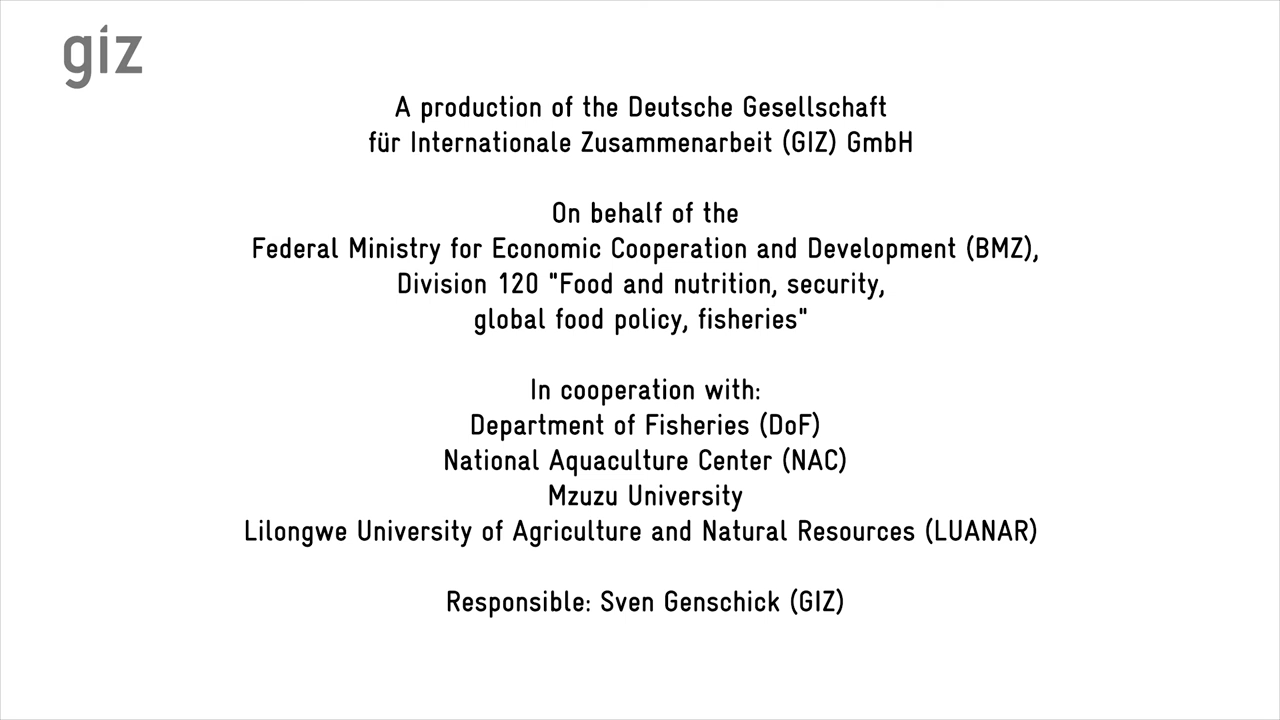 giz
A production of the Deutsche Gesellschaft
für Internationale Zusammenarbeit (GIZ) GmbH
On behalf of the
Federal Ministry for Economic Cooperation and Development (BMZ),
Division 120 "Food and nutrition, security,
global food policy, fisheries"
In cooperation with:
Department of Fisheries (DoF)
National Aquaculture Center (NAC)
Mzuzu University
Lilongwe University of Agriculture and Natural Resources (LUANAR)
Responsible: Sven Genschick (GIZ)